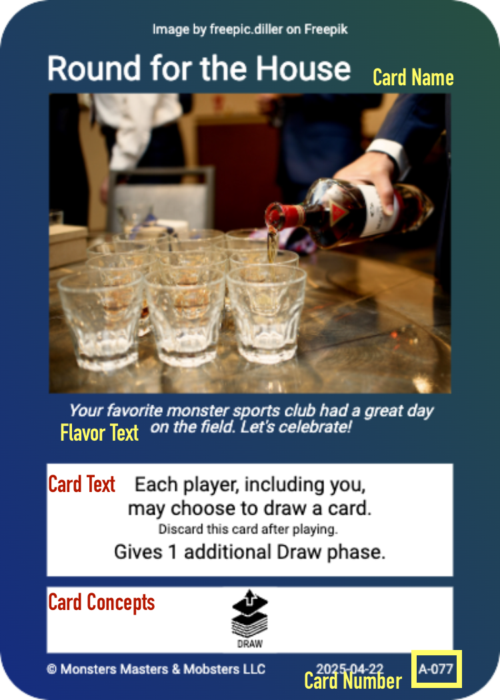 Image by freepic.diller on Freepik
Round for the House
Card Name
Your favorite monster sports club had a great day
on the field. Let's celebrate!
Flavor Text
Card Text
Each player, including you,
may choose to draw a card.
Discard this card after playing.
Gives 1 additional Draw phase.
Card Concepts
DRAW
© Monsters Masters & Mobsters LLC
2025-04-22
A-077
Card Number